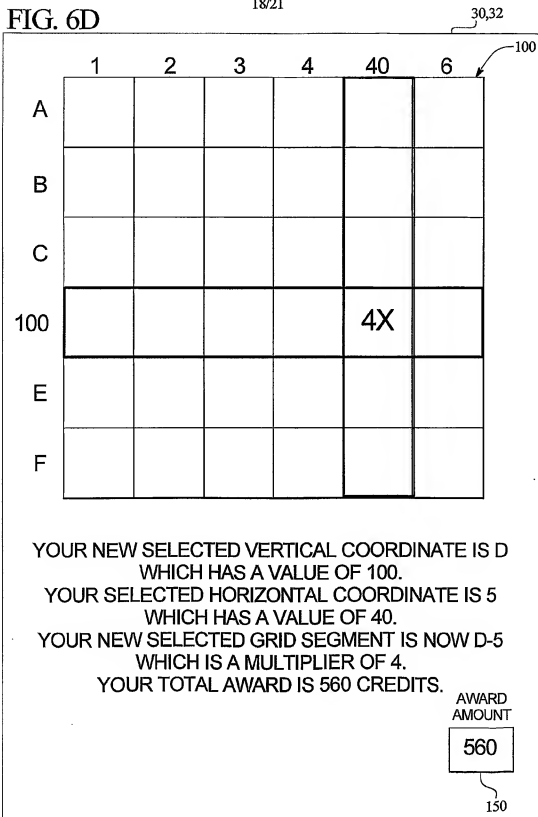 18/21
FIG. 6D
30,32
100
1 2 3 4 40 6
A
B
C
100 4X
E
F
YOUR NEW SELECTED VERTICAL COORDINATE IS D
WHICH HAS A VALUE OF 100.
YOUR SELECTED HORIZONTAL COORDINATE IS 5
WHICH HAS A VALUE OF 40.
YOUR NEW SELECTED GRID SEGMENT IS NOW D-5
WHICH IS A MULTIPLIER OF 4.
YOUR TOTAL AWARD IS 560 CREDITS.
AWARD
AMOUNT
560
150